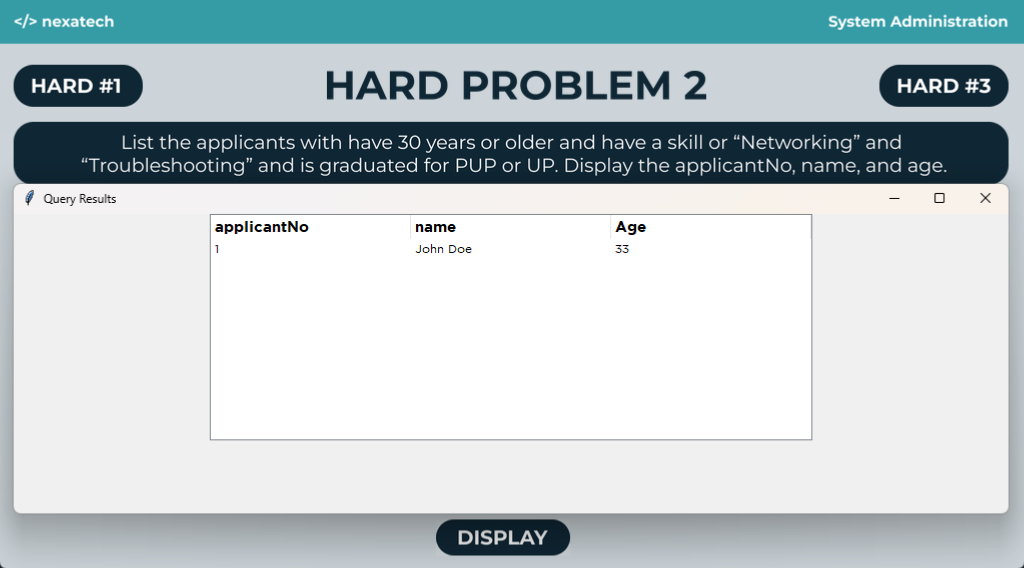 </> nexatech
System Administration
HARD #1
HARD PROBLEM 2
HARD #3
List the applicants with have 30 years or older and have a skill or “Networking” and
“Troubleshooting” and is graduated for PUP or UP. Display the applicantNo, name, and age.
Query Results
applicantNo name Age
1 John Doe 33
DISPLAY